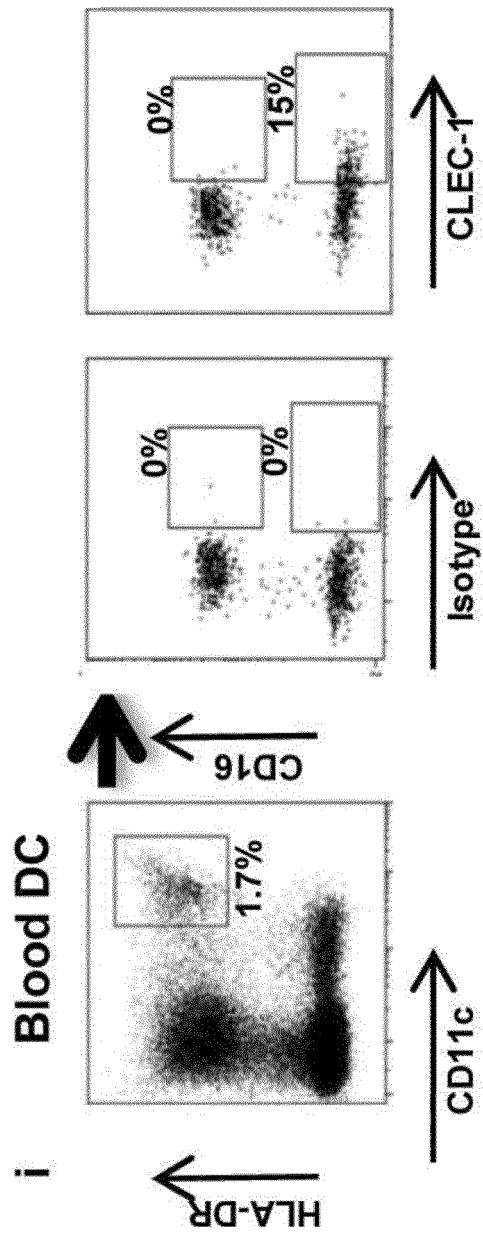 i
Blood DC
HLA-DR
1.7%
CD11c
CD16
0%
0%
Isotype
0%
15%
CLEC-1